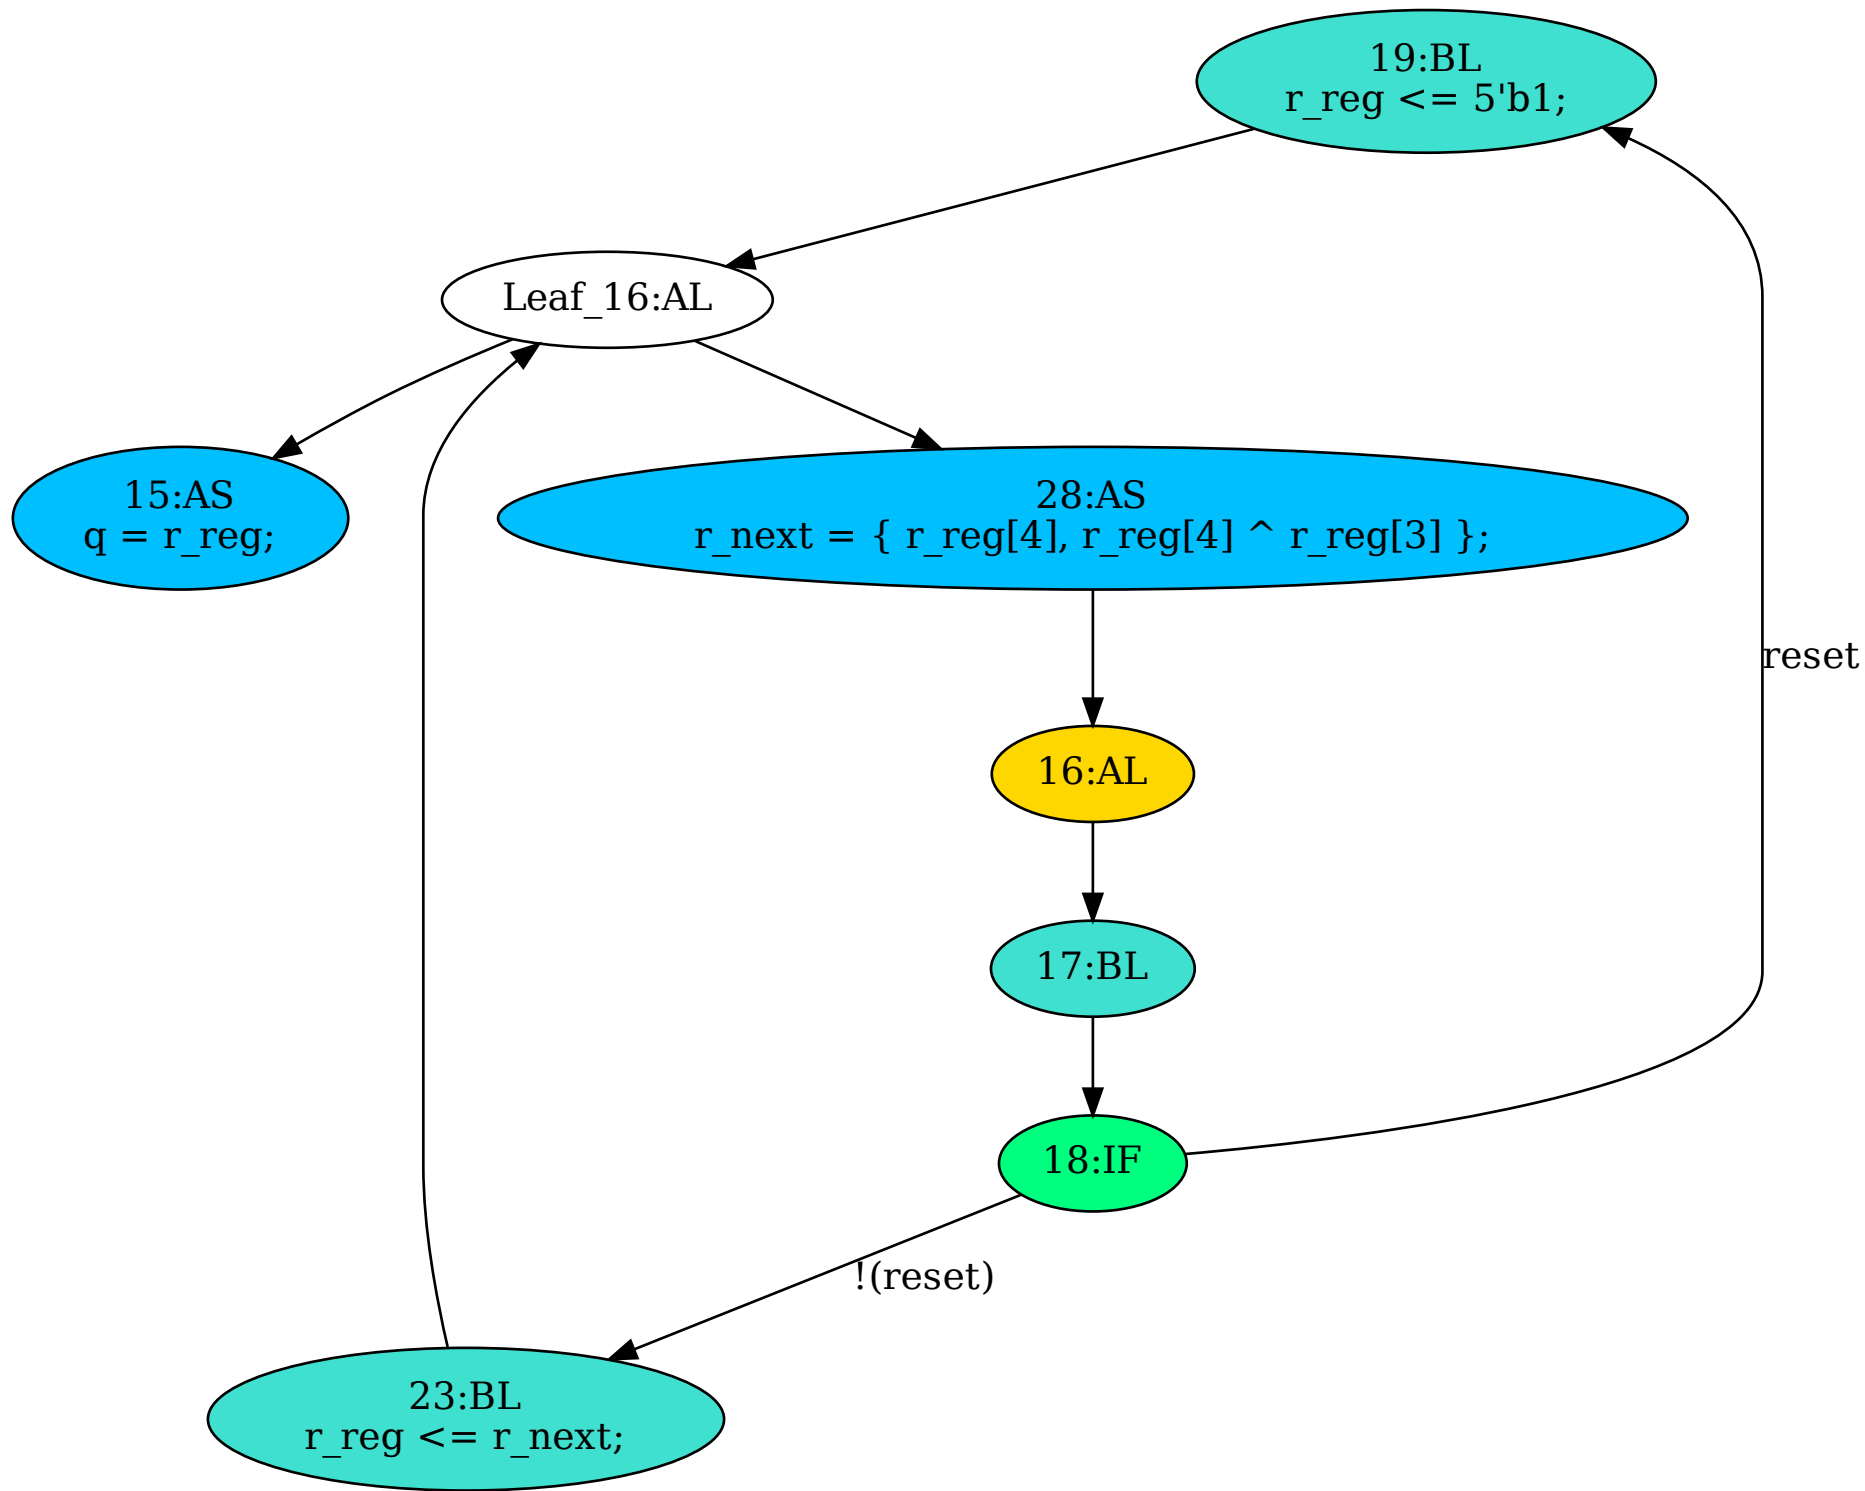 19:BL
r_reg <= 5'b1;
Leaf_16:AL
15:AS
q = r_reg;
28:AS
r_next = { r_reg[4], r_reg[4] ^ r_reg[3] };
reset
16:AL
17:BL
18:IF
!(reset)
23:BL
r_reg <= r_next;